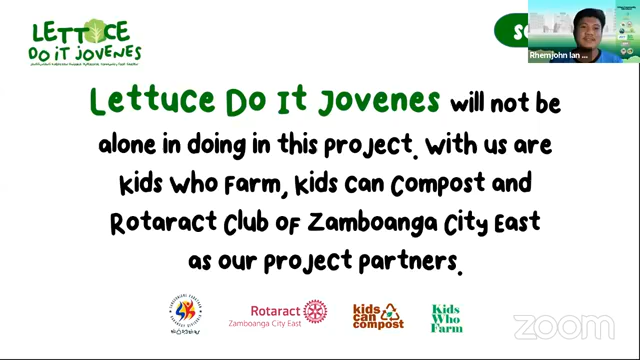 LETTUCE
DO IT JOVENES
Rhemjohn Ian ...
Lettuce Do It Jovenes will not be
alone in doing in this project. With us are
Kids Who Farm, Kids Can Compost and
Rotaract Club of Zamboanga City East
as our project partners.
Rotaract
Zamboanga City East
kids
can
compost
Kids
Who
Farm
zoom